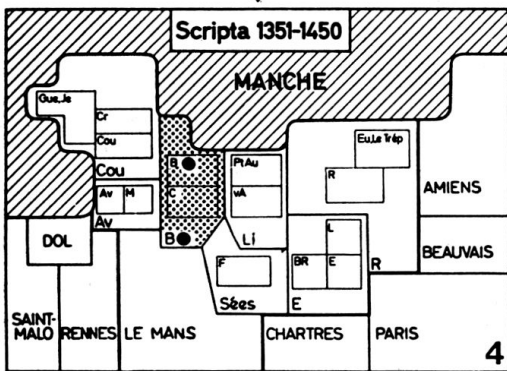 Scripta 1351-1450
MANCHE
Gue,Je
Cr
Cou
Cou
Av M
Av
B
C
B
Pt Au
vA
Li
Eu,Le Trép
R
AMIENS
BEAUVAIS
L
BR E
R
E
F
Sées
DOL
SAINT-
MALO
RENNES
LE MANS
CHARTRES
PARIS
4